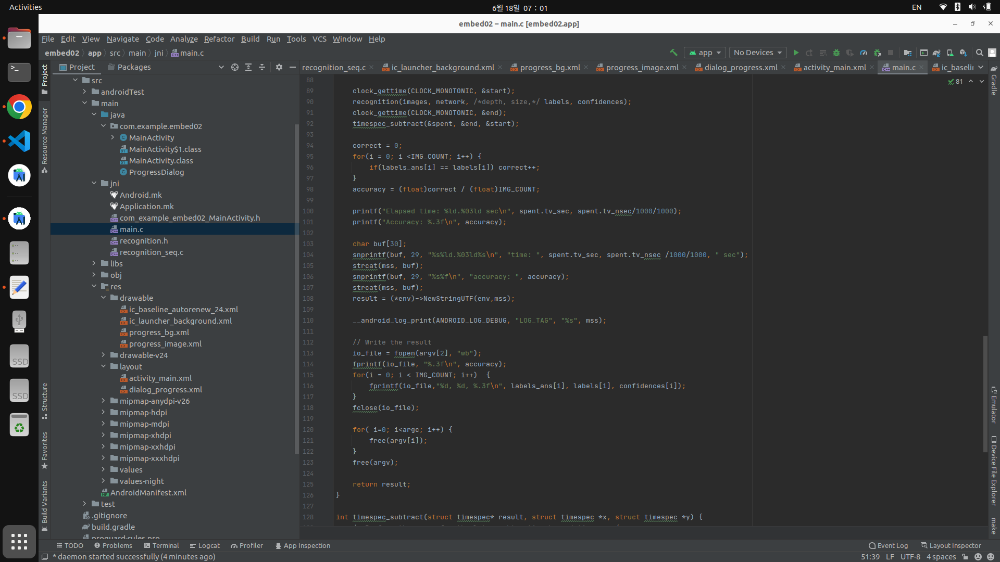 Activities
6월 18일 07 : 01
EN
embed02 – main.c [embed02.app]
File Edit View Navigate Code Analyze Refactor Build Run Tools VCS Window Help
embed02 app src main jni main.c
app
No Devices
Project Packages
recognition_seq.c ic_launcher_background.xml progress_bg.xml progress_image.xml dialog_progress.xml activity_main.xml main.c ic_baselin
Project
Resource Manager
Structure
Favorites
Build Variants
src
androidTest
main
java
com.example.embed02
MainActivity
MainActivity$1.class
MainActivity.class
ProgressDialog
jni
Android.mk
Application.mk
com_example_embed02_MainActivity.h
main.c
recognition.h
recognition_seq.c
libs
obj
res
drawable
ic_baseline_autorenew_24.xml
ic_launcher_background.xml
progress_bg.xml
progress_image.xml
drawable-v24
layout
activity_main.xml
dialog_progress.xml
mipmap-anydpi-v26
mipmap-hdpi
mipmap-mdpi
mipmap-xhdpi
mipmap-xxhdpi
mipmap-xxxhdpi
values
values-night
AndroidManifest.xml
test
.gitignore
build.gradle
proguard-rules.pro
81
88
89 clock_gettime(CLOCK_MONOTONIC, &start);
90 recognition(images, network, /*depth, size,*/ labels, confidences);
91 clock_gettime(CLOCK_MONOTONIC, &end);
92 timespec_subtract(&spent, &end, &start);
93
94 correct = 0;
95 for(i = 0; i <IMG_COUNT; i++) {
96 if(labels_ans[i] == labels[i]) correct++;
97 }
98 accuracy = (float)correct / (float)IMG_COUNT;
99
100 printf("Elapsed time: %ld.%03ld sec\n", spent.tv_sec, spent.tv_nsec/1000/1000);
101 printf("Accuracy: %.3f\n", accuracy);
102
103 char buf[30];
104 snprintf(buf, 29, "%s%ld.%03ld%s\n", "time: ", spent.tv_sec, spent.tv_nsec /1000/1000, " sec");
105 strcat(mss, buf);
106 snprintf(buf, 29, "%s%f\n", "accuracy: ", accuracy);
107 strcat(mss, buf);
108 result = (*env)->NewStringUTF(env,mss);
109
110 __android_log_print(ANDROID_LOG_DEBUG, "LOG_TAG", "%s", mss);
111
112 // Write the result
113 io_file = fopen(argv[2], "wb");
114 fprintf(io_file, "%.3f\n", accuracy);
115 for(i = 0; i < IMG_COUNT; i++)  {
116 fprintf(io_file,"%d, %d, %.3f\n", labels_ans[i], labels[i], confidences[i]);
117 }
118 fclose(io_file);
119
120 for( i=0; i<argc; i++) {
121 free(argv[i]);
122 }
123 free(argv);
124
125 return result;
126 }
127
128 int timespec_subtract(struct timespec* result, struct timespec *x, struct timespec *y) {
Gradle
Emulator
Device File Explorer
make
SSD
SSD
TODO Problems Terminal Logcat Profiler App Inspection
Event Log Layout Inspector
* daemon started successfully (4 minutes ago)
51:39 LF UTF-8 4 spaces